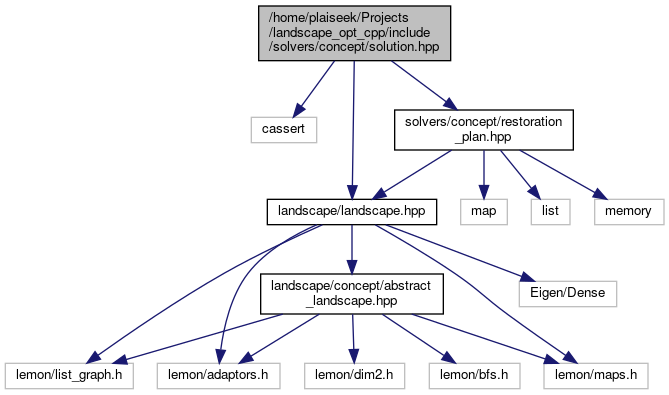 /home/plaiseek/Projects
/landscape_opt_cpp/include
/solvers/concept/solution.hpp
cassert
solvers/concept/restoration
_plan.hpp
landscape/landscape.hpp
map
list
memory
landscape/concept/abstract
_landscape.hpp
Eigen/Dense
lemon/list_graph.h
lemon/adaptors.h
lemon/dim2.h
lemon/bfs.h
lemon/maps.h